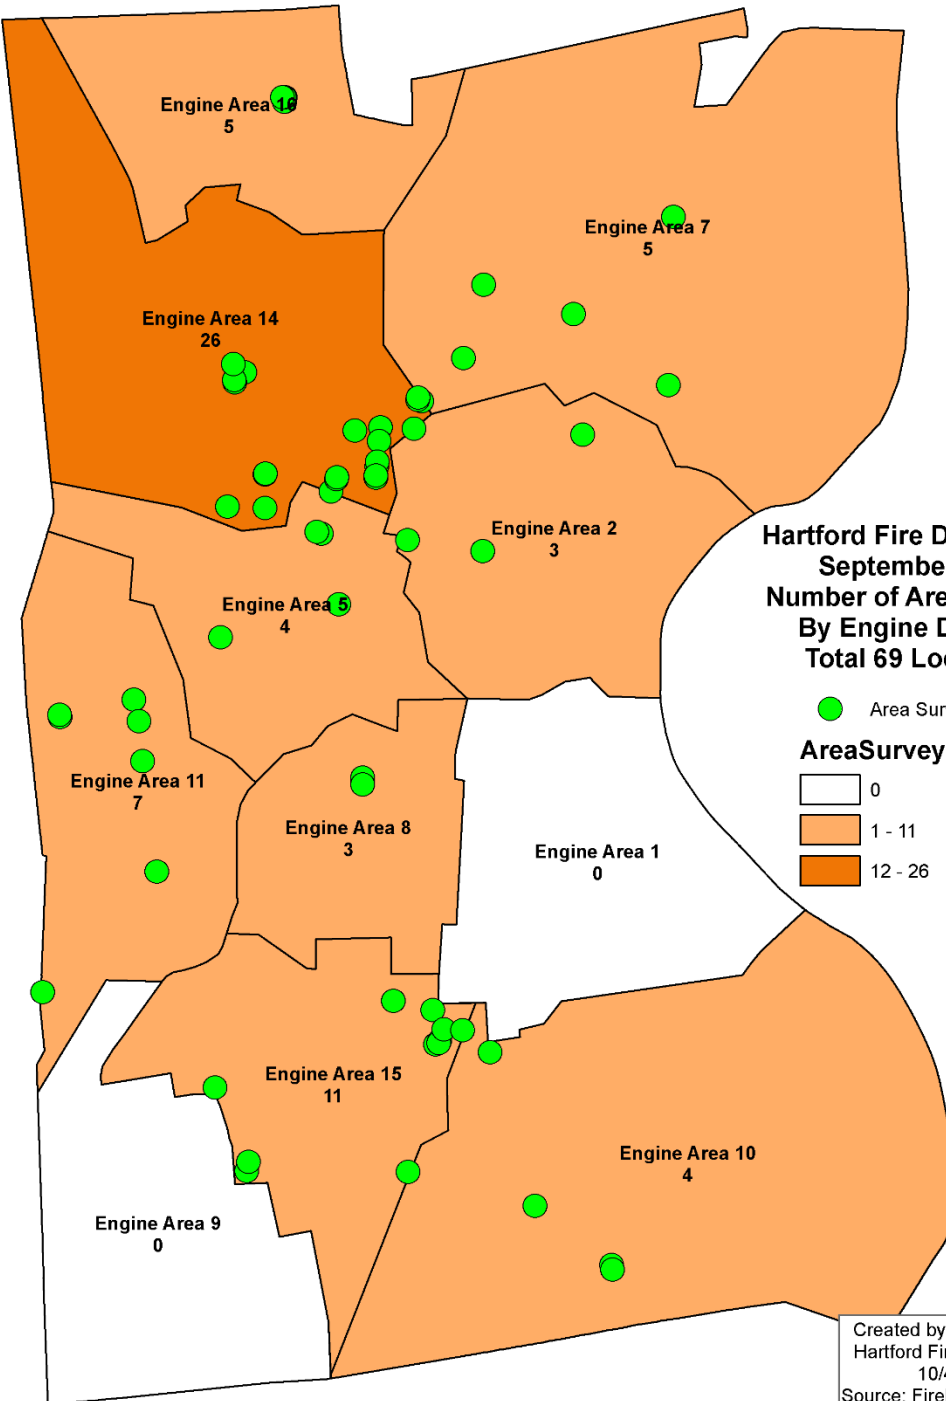 Engine Area 16
5
Engine Area 7
5
Engine Area 14
26
Engine Area 2
3
Hartford Fire D
Septembe
Number of Are
By Engine D
Total 69 Lo
Engine Area 5
4
Area Sur
AreaSurvey
0
1 - 11
12 - 26
Engine Area 11
7
Engine Area 8
3
Engine Area 1
0
Engine Area 15
11
Engine Area 10
4
Engine Area 9
0
Created by
Hartford Fir
10/4
Source: Fire